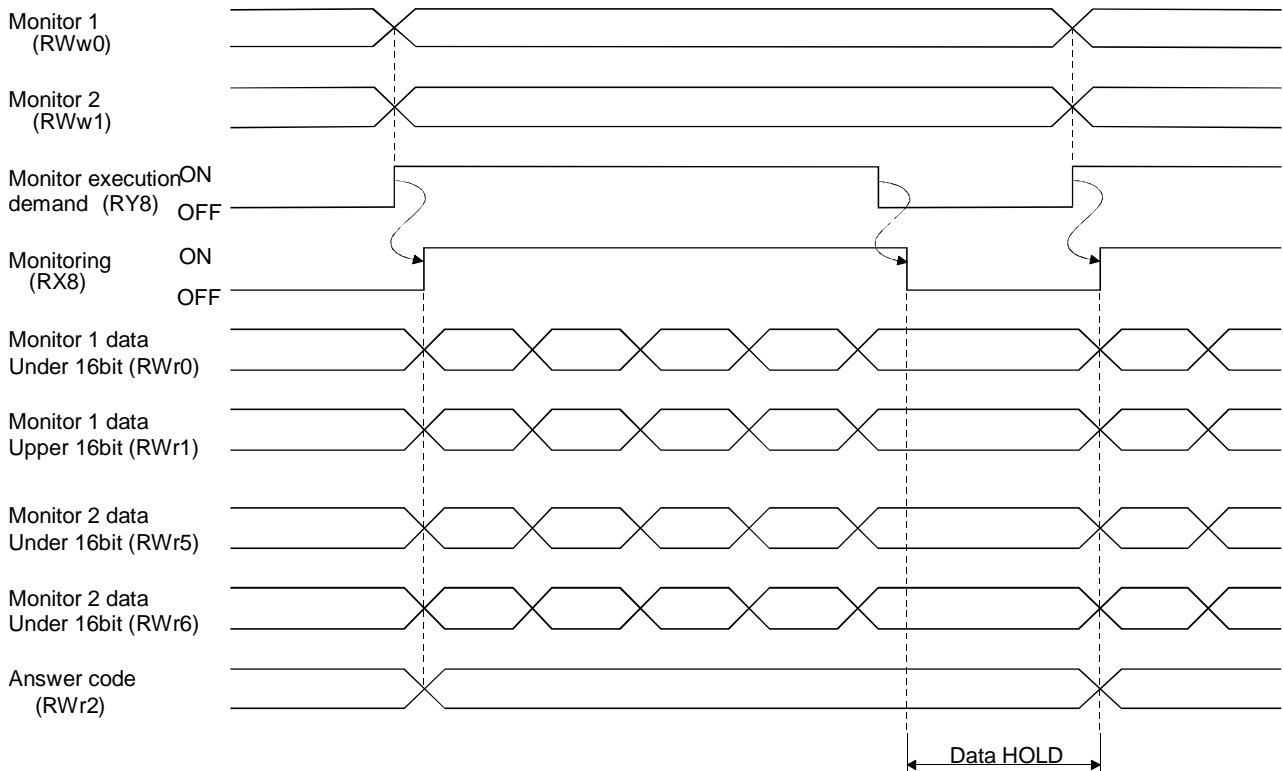 Monitor 1
(RWw0)
Monitor 2
(RWw1)
Monitor execution ON
demand (RY8)
OFF
Monitoring ON
(RX8)
OFF
Monitor 1 data
Under 16bit (RWr0)
Monitor 1 data
Upper 16bit (RWr1)
Monitor 2 data
Under 16bit (RWr5)
Monitor 2 data
Under 16bit (RWr6)
Answer code
(RWr2)
Data HOLD